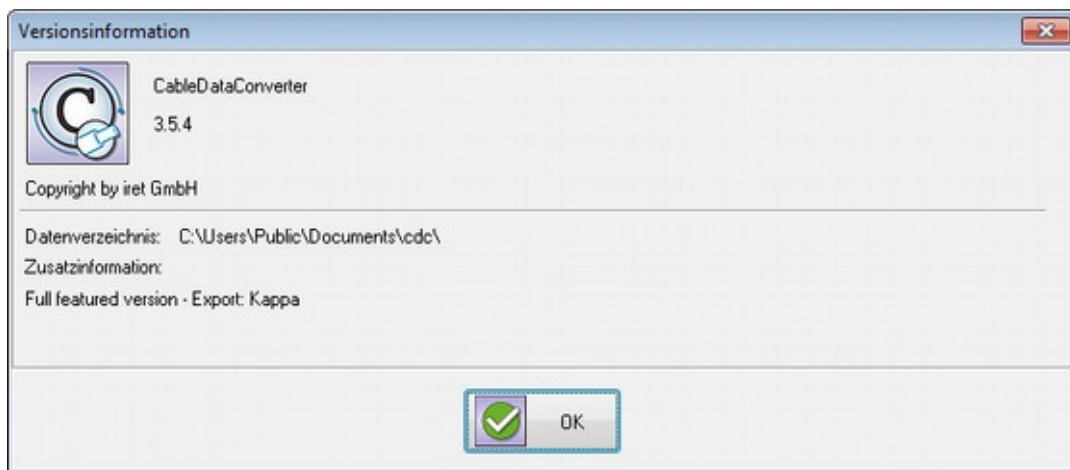 Versionsinformation
C
CableDataConverter
3.5.4
Copyright by iret GmbH
Datenverzeichnis: C:\Users\Public\Documents\cdc\
Zusatzinformation:
Full featured version - Export: Kappa
OK